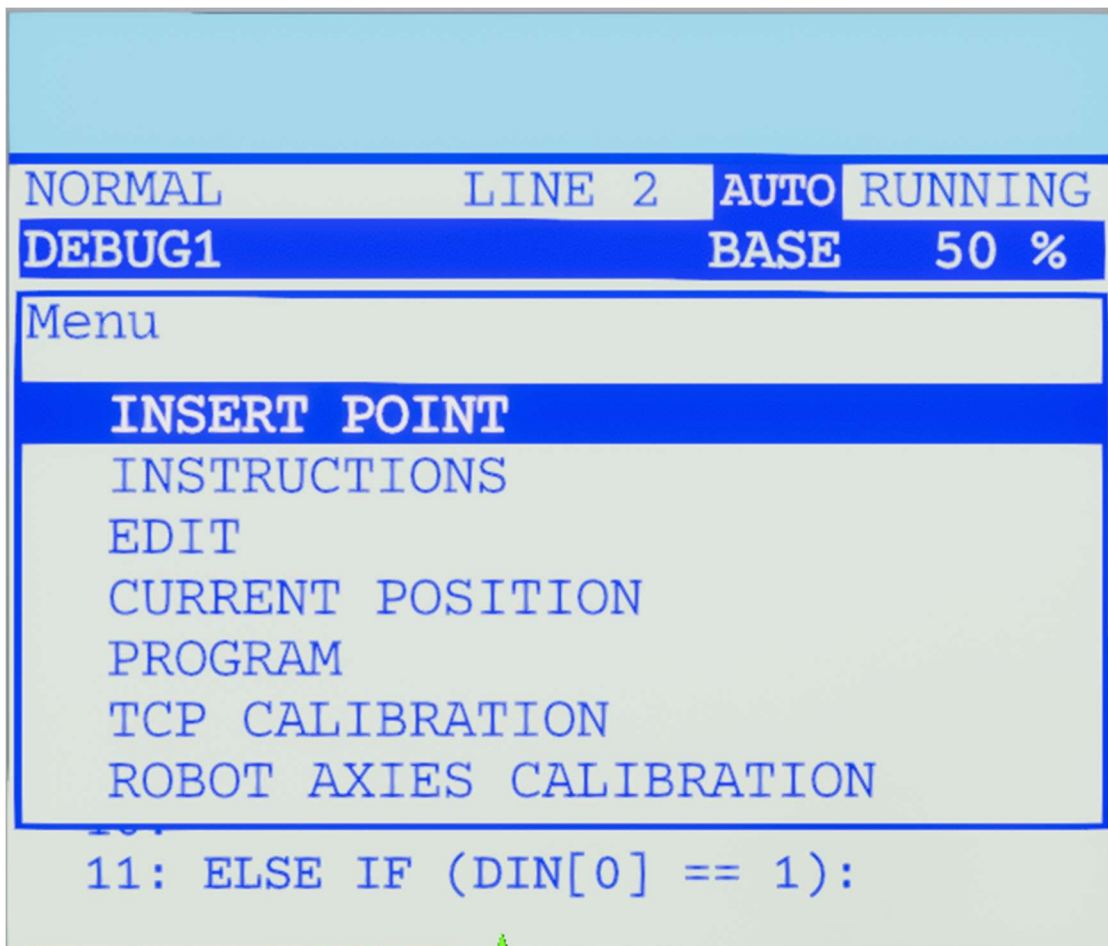 NORMAL LINE 2 AUTO RUNNING
DEBUG1 BASE 50 %
Menu
INSERT POINT
INSTRUCTIONS
EDIT
CURRENT POSITION
PROGRAM
TCP CALIBRATION
ROBOT AXIES CALIBRATION
11: ELSE IF (DIN[0] == 1):